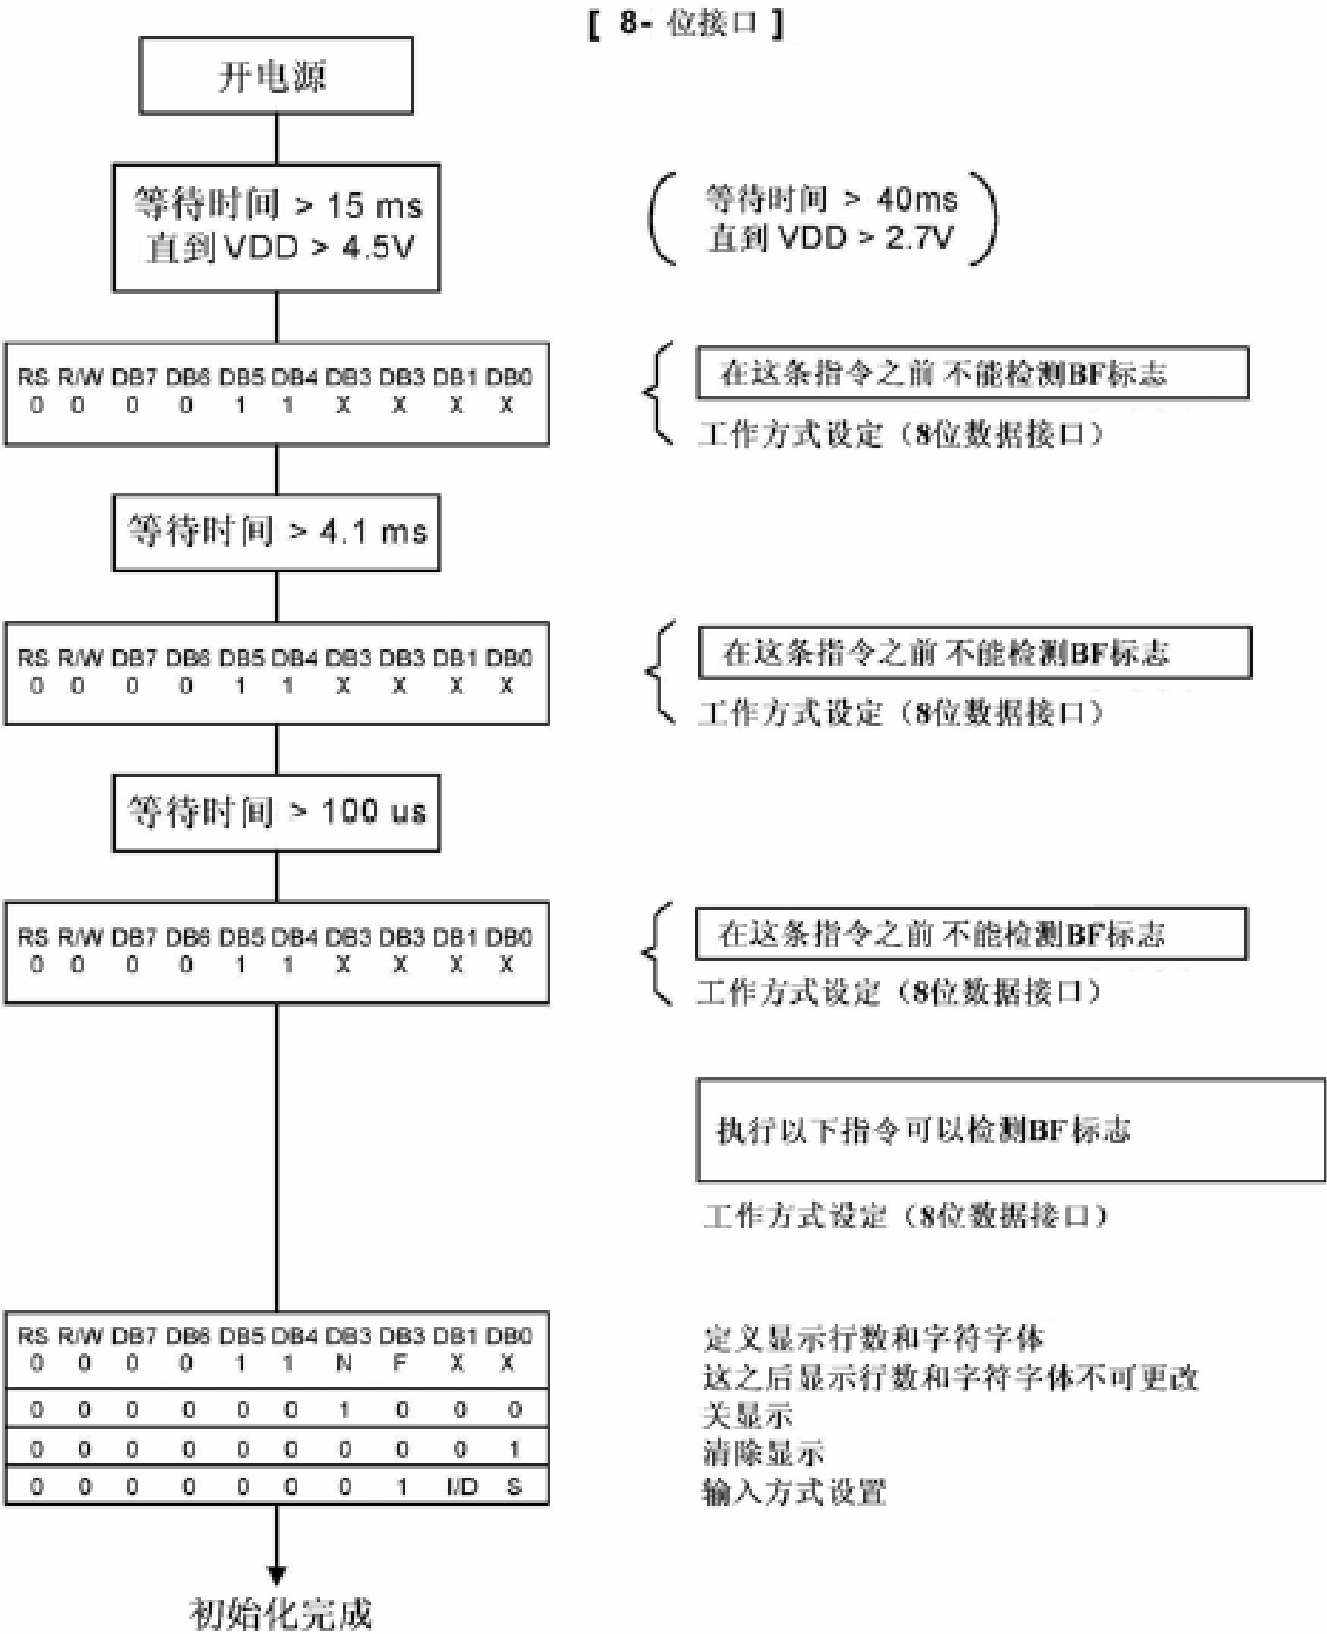 [ 8- 位接口 ]
开电源
等待时间 > 15 ms
直到 VDD > 4.5V
等待时间 > 40ms
直到 VDD > 2.7V
RS R/W DB7 DB6 DB5 DB4 DB3 DB3 DB1 DB0
0 0 0 0 1 1 X X X X
在这条指令之前 不能检测BF标志
工作方式设定（8位数据接口）
等待时间 > 4.1 ms
RS R/W DB7 DB6 DB5 DB4 DB3 DB3 DB1 DB0
0 0 0 0 1 1 X X X X
在这条指令之前 不能检测BF标志
工作方式设定（8位数据接口）
等待时间 > 100 us
RS R/W DB7 DB6 DB5 DB4 DB3 DB3 DB1 DB0
0 0 0 0 1 1 X X X X
在这条指令之前 不能检测BF标志
工作方式设定（8位数据接口）
执行以下指令可以检测BF标志
工作方式设定（8位数据接口）
RS R/W DB7 DB6 DB5 DB4 DB3 DB3 DB1 DB0
0 0 0 0 1 1 N F X X
0 0 0 0 0 0 1 0 0 0
0 0 0 0 0 0 0 0 0 1
0 0 0 0 0 0 0 1 I/D S
定义显示行数和字符字体
这之后显示行数和字符字体不可更改
关显示
清除显示
输入方式设置
初始化完成